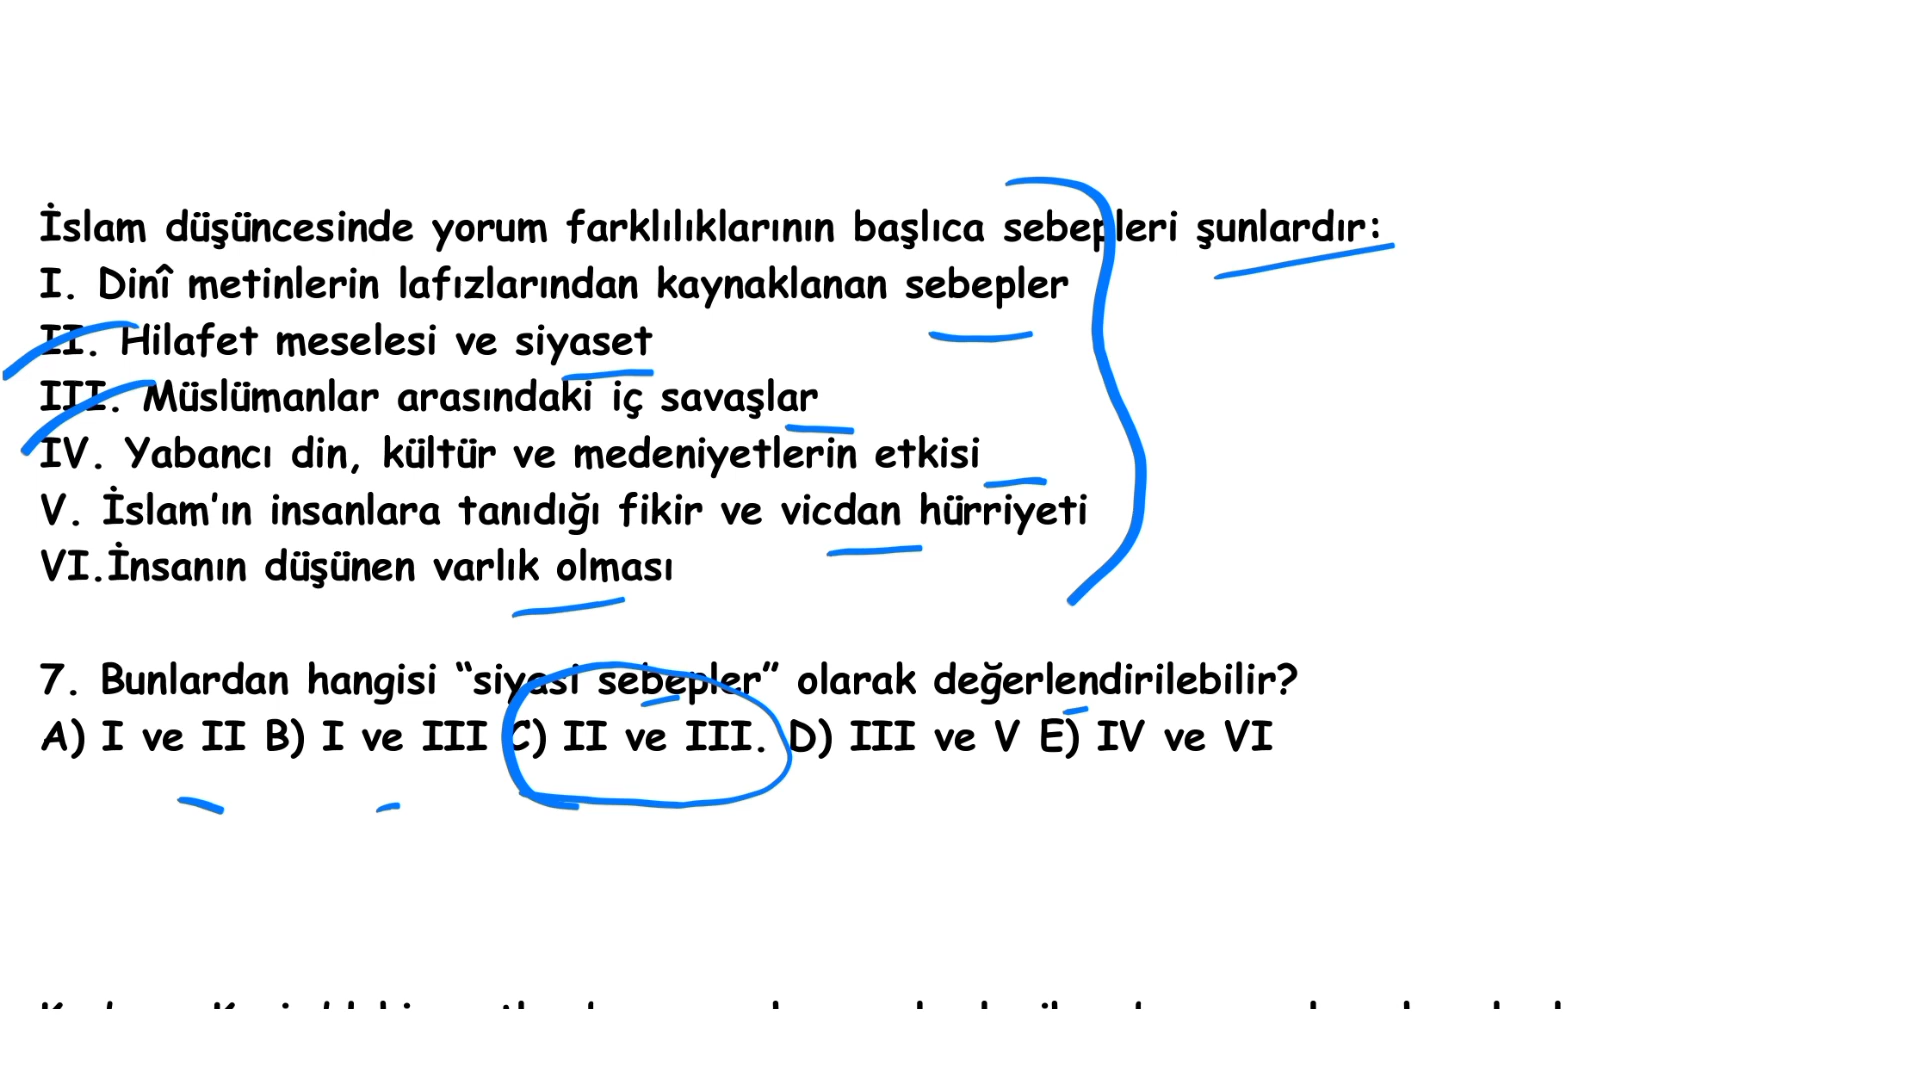 İslam düşüncesinde yorum farklılıklarının başlıca sebepleri şunlardır:
I. Dinî metinlerin lafızlarından kaynaklanan sebepler
II. Hilafet meselesi ve siyaset
III. Müslümanlar arasındaki iç savaşlar
IV. Yabancı din, kültür ve medeniyetlerin etkisi
V. İslam'ın insanlara tanıdığı fikir ve vicdan hürriyeti
VI.İnsanın düşünen varlık olması
7. Bunlardan hangisi “siyasi sebepler” olarak değerlendirilebilir?
A) I ve II B) I ve III C) II ve III. D) III ve V E) IV ve VI